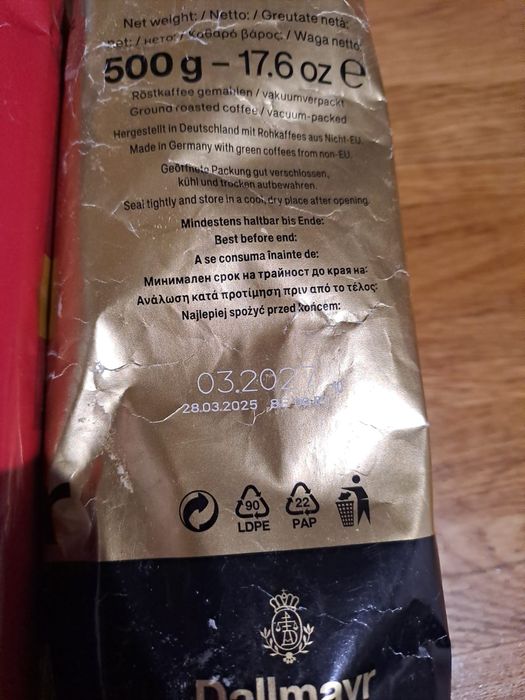 Net weight: / Netto: / Greutate netă:
нето: / Καθαρό βάρος: / Waga netto:
500 g – 17.6 oz ℮
Röstkaffee gemahlen / vakuumverpackt
Ground roasted coffee / vacuum-packed
Hergestellt in Deutschland mit Rohkaffees aus Nicht-EU.
Made in Germany with green coffees from non-EU.
Geöffnete Packung gut verschlossen,
kühl und trocken aufbewahren.
Seal tightly and store in a cool, dry place after opening.
Mindestens haltbar bis Ende:
Best before end:
A se consuma înainte de:
Минимален срок на трайност до края на:
Ανάλωση κατά προτίμηση πριν από το τέλος:
Najlepiej spożyć przed końcem:
03.2027
28.03.2025
90 22
LDPE PAP
Dallmayr